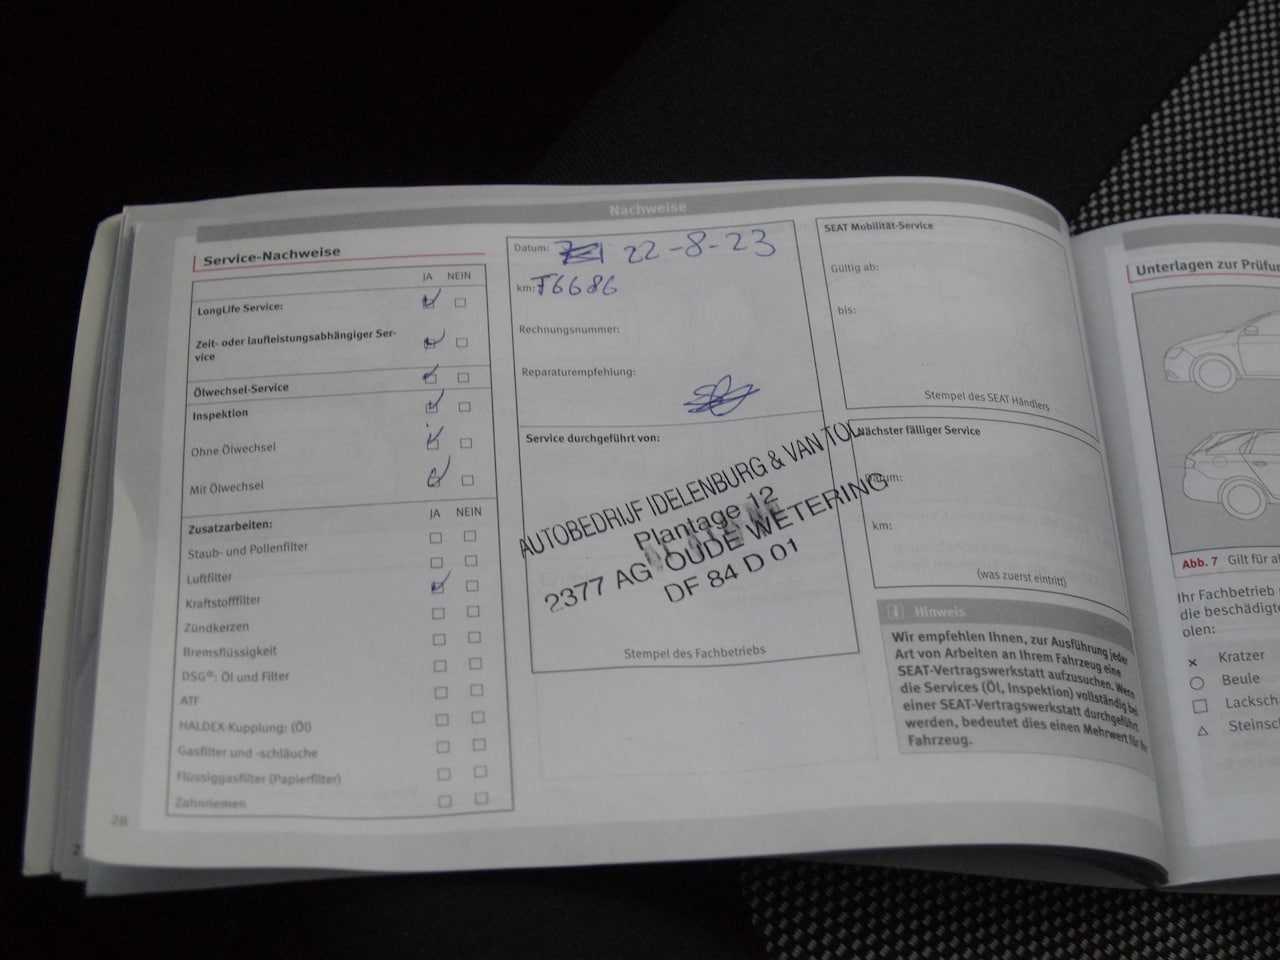 Nachweise
Service-Nachweise
JA NEIN
LongLife Service:
Zeit- oder laufleistungsabhängiger Ser-
vice
Ölwechsel-Service
Inspektion
Ohne Ölwechsel
Mit Ölwechsel
Zusatzarbeiten: JA NEIN
Staub- und Pollenfilter
Luftfilter
Kraftstofffilter
Zündkerzen
Bremsflüssigkeit
DSG®: Öl und Filter
ATF
HALDEX-Kupplung: (Öl)
Gasfilter und -schläuche
Flüssiggasfilter (Papierfilter)
Zahnriemen
28
Datum: 22-8-23
km: 76686
Rechnungsnummer:
Reparaturempfehlung:
Service durchgeführt von:
AUTOBEDRIJF IDELENBURG & VAN TOL
Plantage 12
2377 AG OUDE WETERING
DF 84 D 01
Stempel des Fachbetriebs
SEAT Mobilität-Service
Gültig ab:
bis:
Stempel des SEAT Händlers
Nächster fälliger Service
Datum:
km:
(was zuerst eintritt)
Hinweis
Wir empfehlen Ihnen, zur Ausführung jeder
Art von Arbeiten an Ihrem Fahrzeug eine
SEAT-Vertragswerkstatt aufzusuchen. Wenn
die Services (Öl, Inspektion) vollständig bei
einer SEAT-Vertragswerkstatt durchgeführt
werden, bedeutet dies einen Mehrwert für Ihr
Fahrzeug.
Unterlagen zur Prüfun
Abb. 7 Gilt für al
Ihr Fachbetrieb
die beschädigte
olen:
Kratzer
Beule
Lacksch
Steinsc